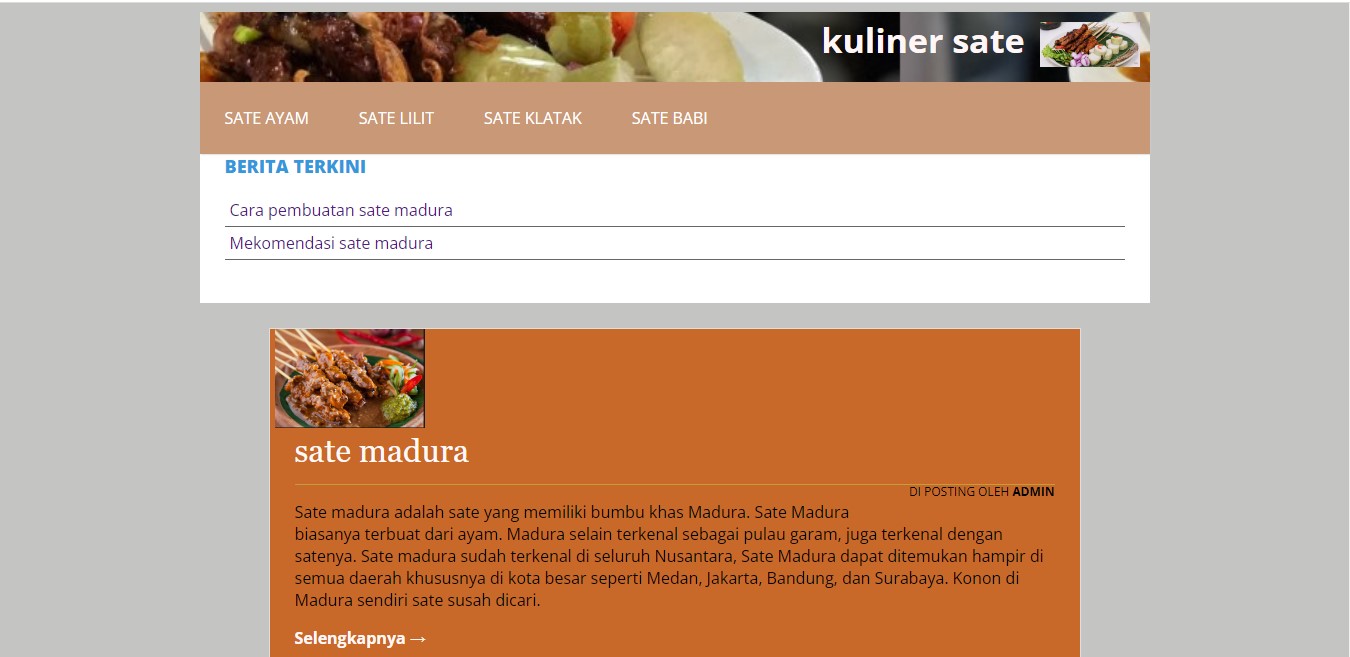 kuliner sate
SATE AYAM SATE LILIT SATE KLATAK SATE BABI
BERITA TERKINI
Cara pembuatan sate madura
Mekomendasi sate madura
sate madura
DI POSTING OLEH ADMIN
Sate madura adalah sate yang memiliki bumbu khas Madura. Sate Madura
biasanya terbuat dari ayam. Madura selain terkenal sebagai pulau garam, juga terkenal dengan
satenya. Sate madura sudah terkenal di seluruh Nusantara, Sate Madura dapat ditemukan hampir di
semua daerah khususnya di kota besar seperti Medan, Jakarta, Bandung, dan Surabaya. Konon di
Madura sendiri sate susah dicari.
Selengkapnya →